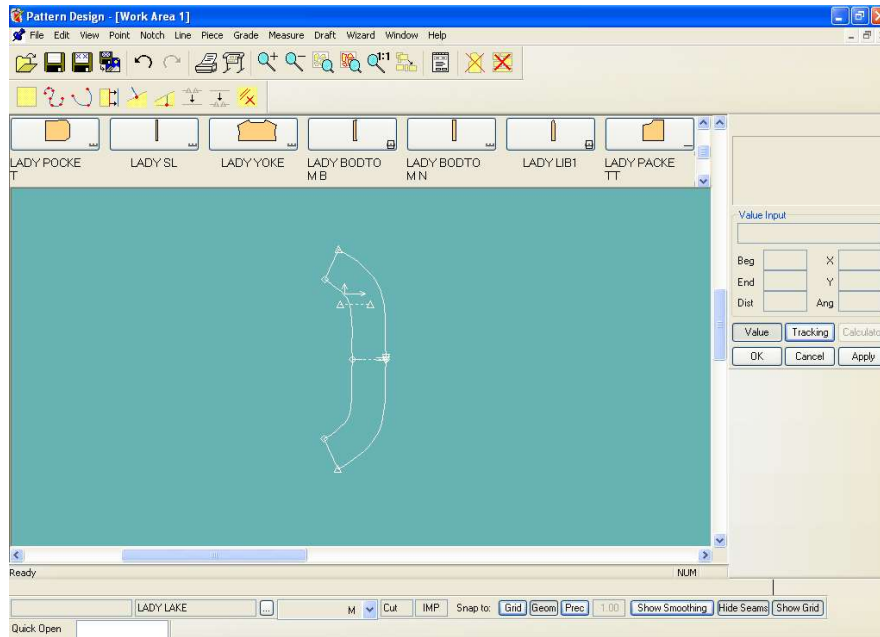 Pattern Design - [Work Area 1]
File Edit View Point Notch Line Piece Grade Measure Draft Wizard Window Help
1:1
LADY POCKE
T
LADY SL
LADY YOKE
LADY BODTO
M B
LADY BODTO
M N
LADY LIB1
LADY PACKE
TT
Value Input
Beg X
End Y
Dist Ang
Value Tracking Calculato
OK Cancel Apply
Ready NUM
LADY LAKE ... M Cut IMP Snap to: Grid Geom Prec 1.00 Show Smoothing Hide Seams Show Grid
Quick Open